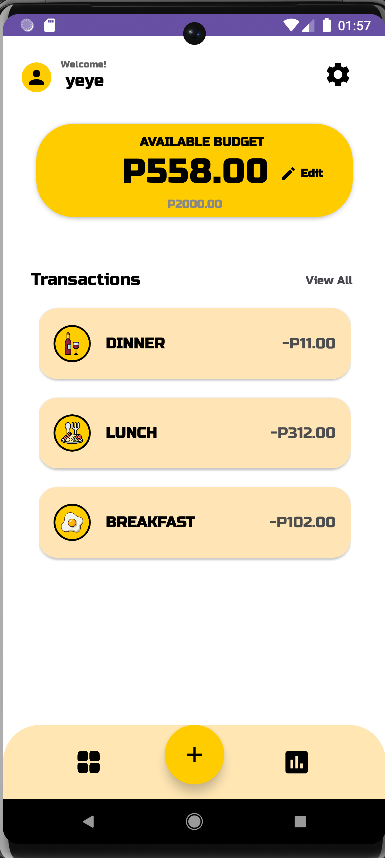 01:57
Welcome!
yeye
AVAILABLE BUDGET
P558.00
Edit
P2000.00
Transactions
View All
DINNER
-P11.00
LUNCH
-P312.00
BREAKFAST
-P102.00
+